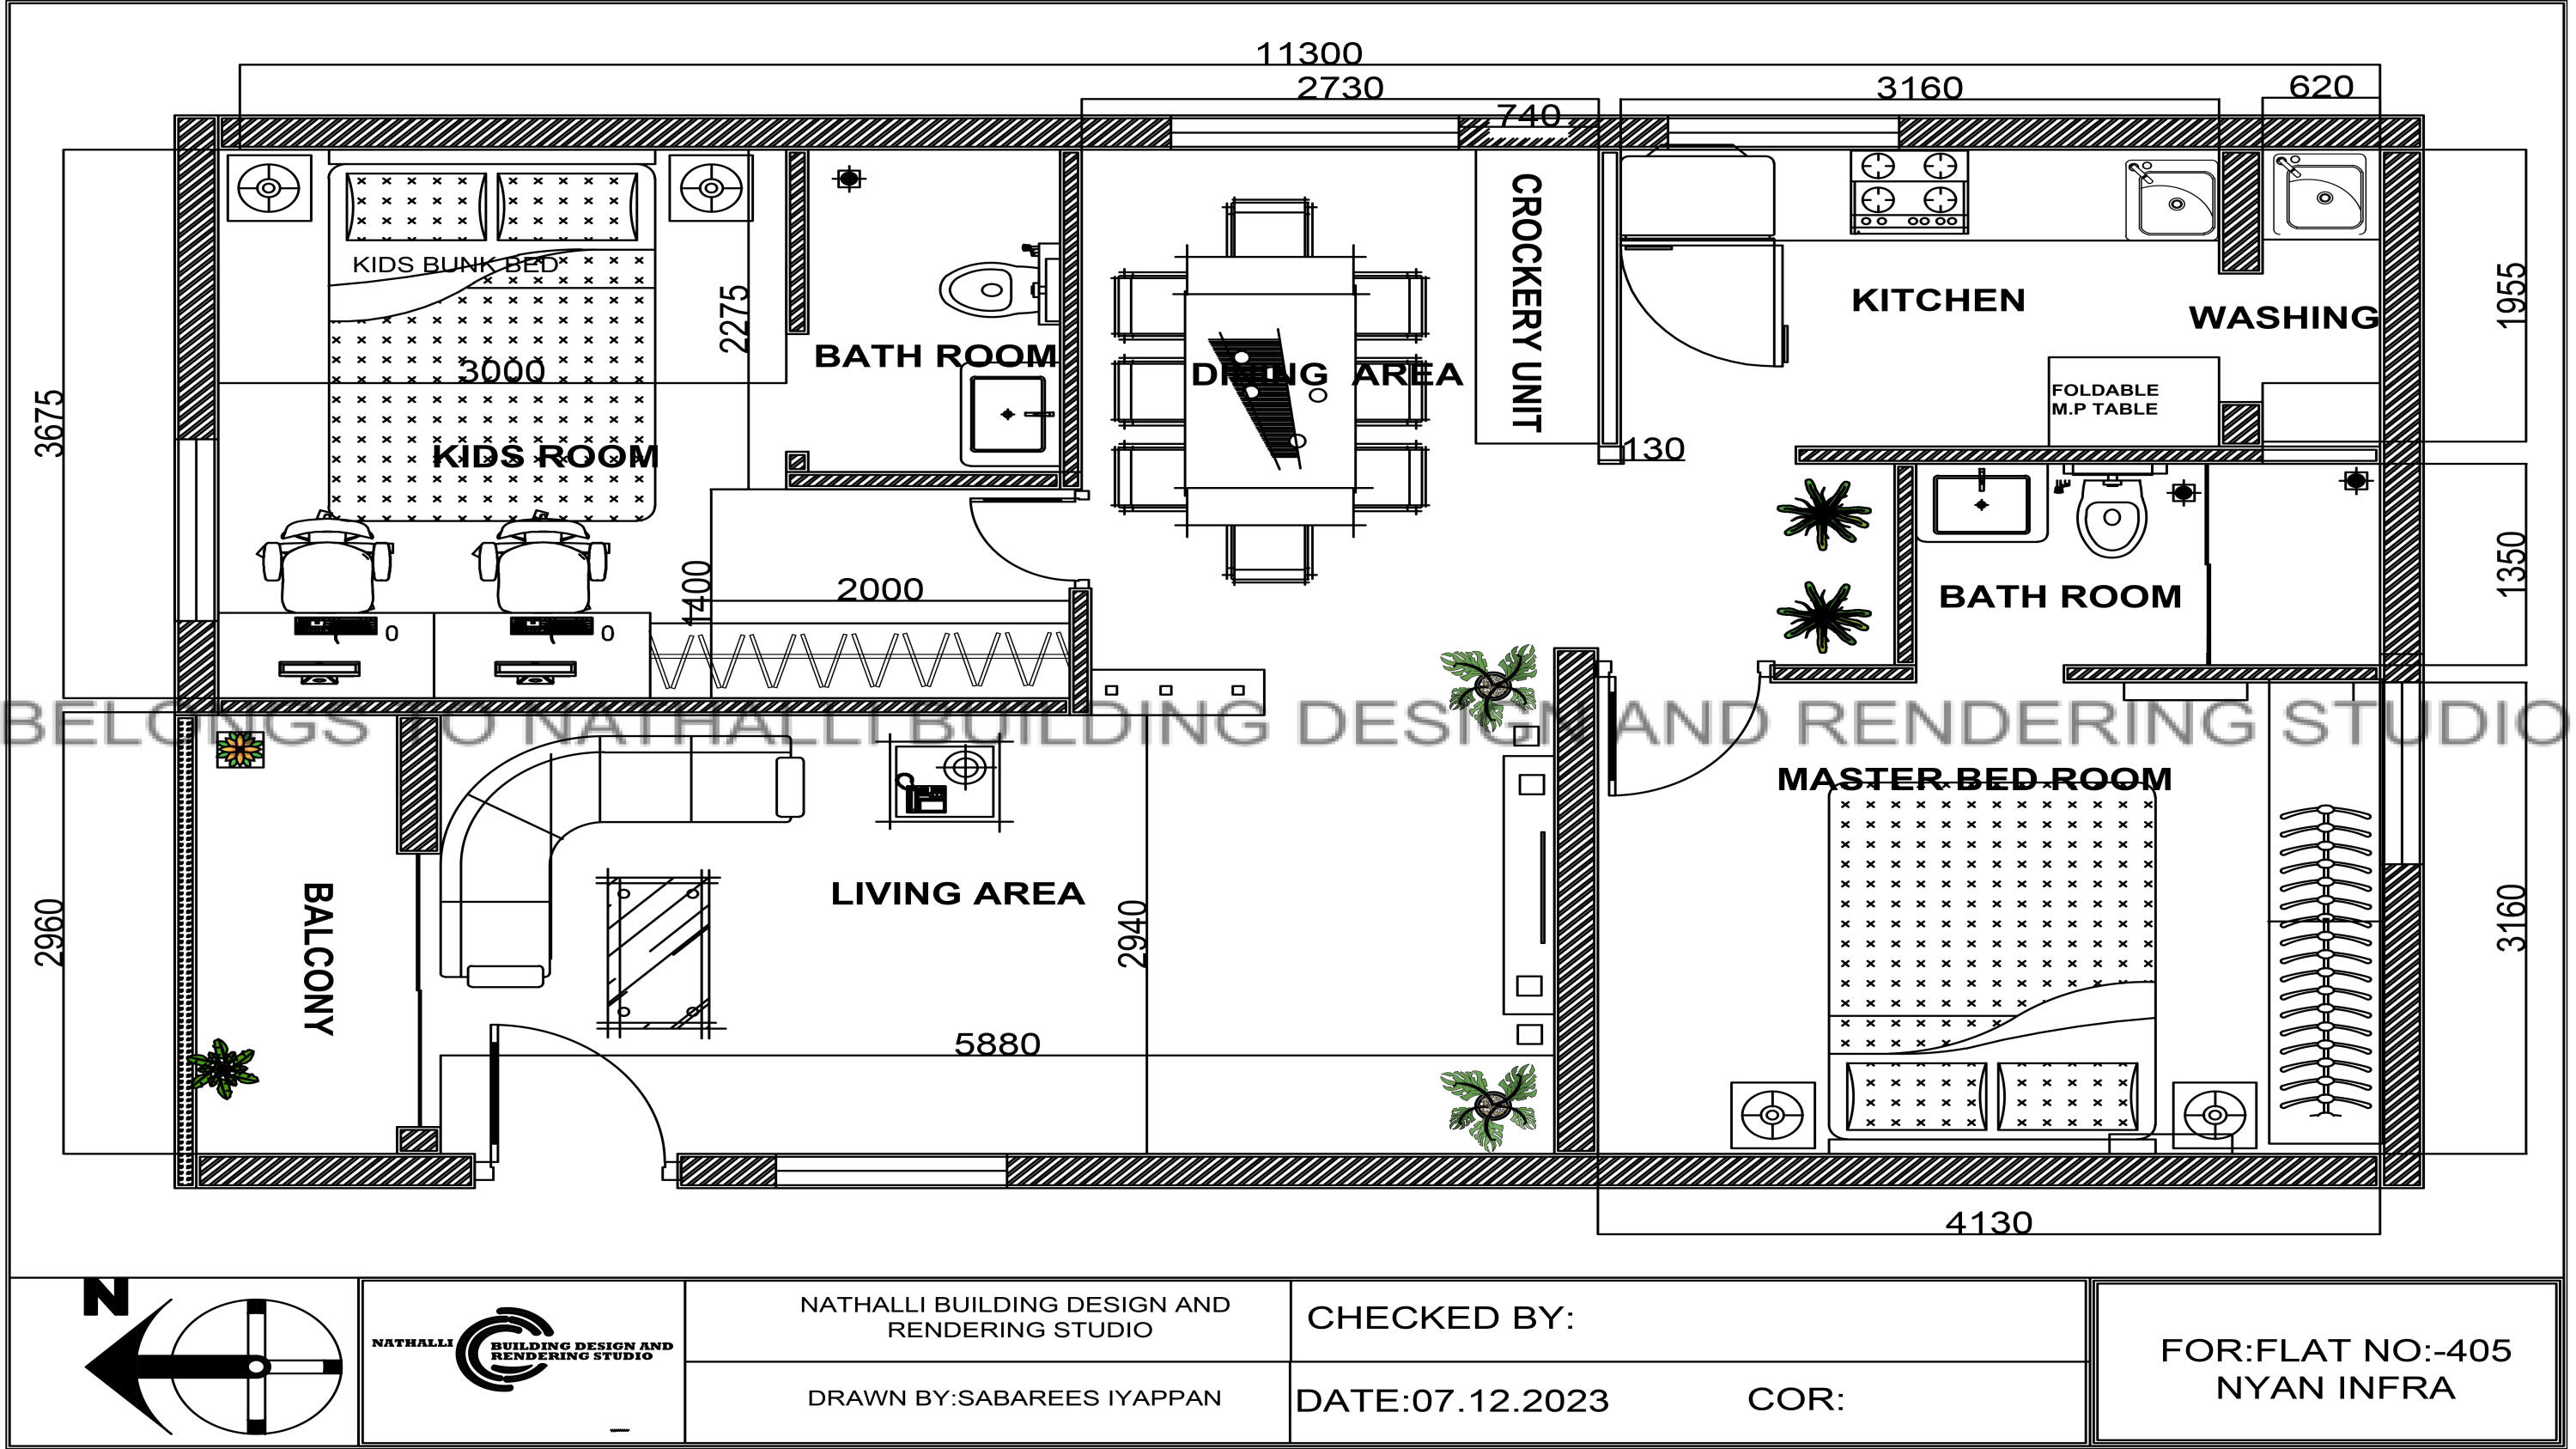 11300
2730
3160
620
740
KIDS BUNK BED
3000
2275
KIDS ROOM
3675
BATH ROOM
DINING AREA
CROCKERY UNIT
130
KITCHEN
WASHING
FOLDABLE
M.P TABLE
1955
1400
2000
0
0
BATH ROOM
1350
BELONGS TO NATHALLI BUILDING DESIGN AND RENDERING STUDIO
MASTER BED ROOM
BALCONY
LIVING AREA
2960
2940
5880
3160
4130
N
NATHALLI
BUILDING DESIGN AND
RENDERING STUDIO
NATHALLI BUILDING DESIGN AND
RENDERING STUDIO
DRAWN BY:SABAREES IYAPPAN
CHECKED BY:
DATE:07.12.2023 COR:
FOR:FLAT NO:-405
NYAN INFRA